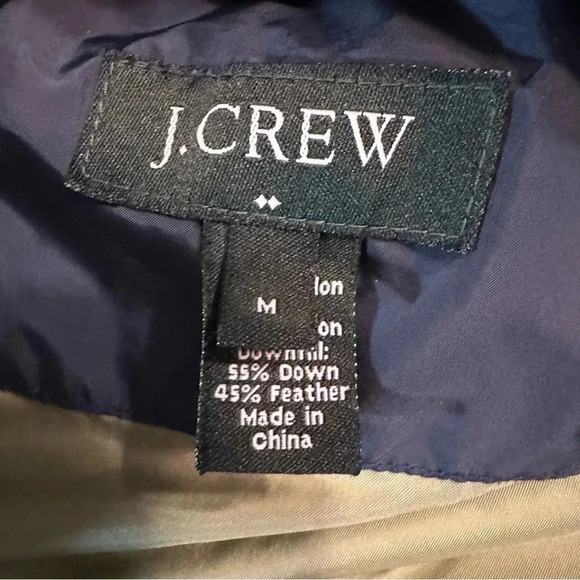 J.CREW
M
lon
on
55% Down
45% Feather
Made in
China